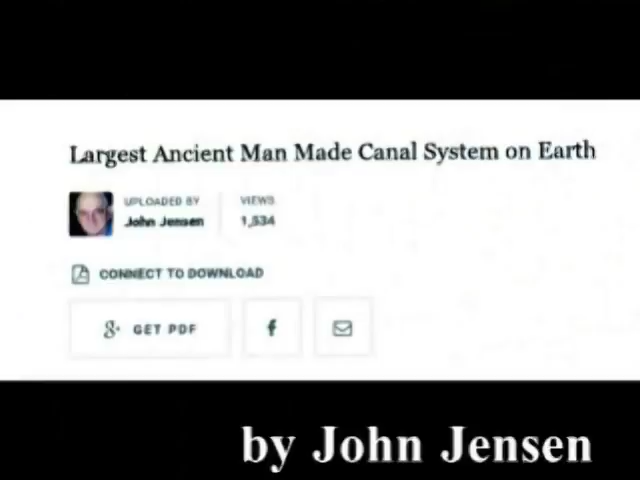 Largest Ancient Man Made Canal System on Earth
UPLOADED BY
John Jensen
VIEWS
1,534
CONNECT TO DOWNLOAD
GET PDF
by John Jensen